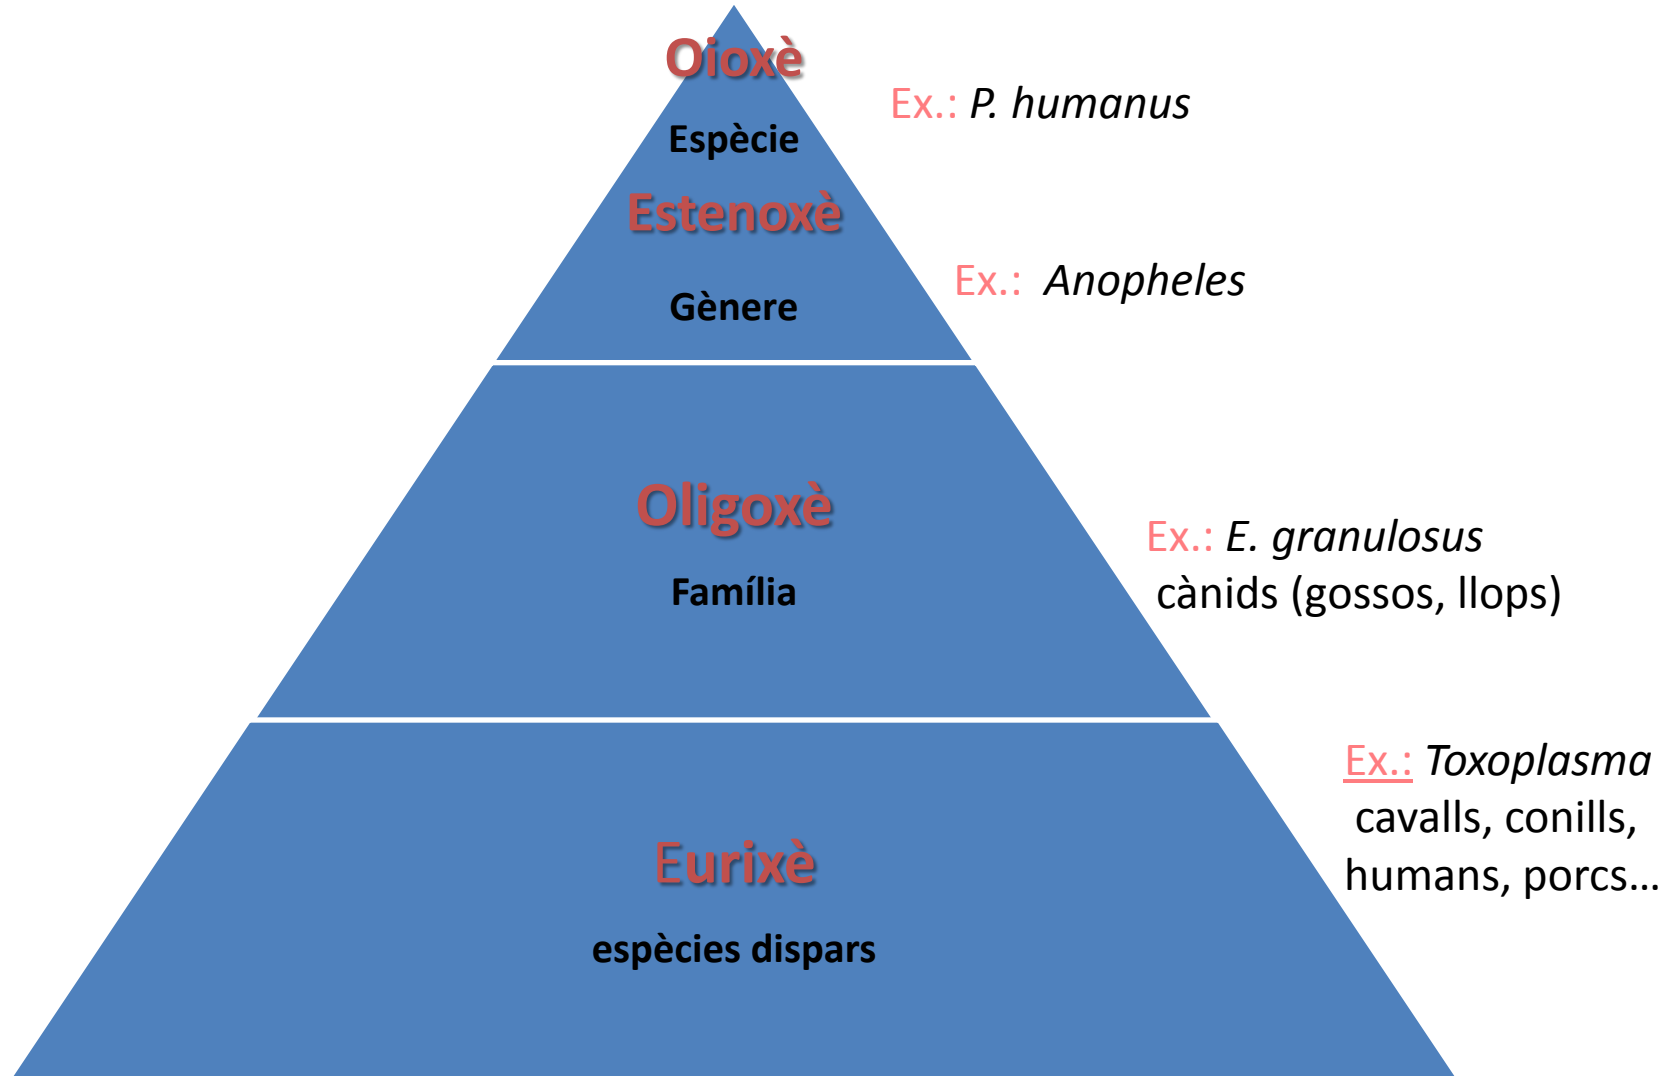 Oioxè
Ex.: P. humanus
Espècie
Estenoxè
Ex.: Anopheles
Gènere
Oligoxè
Ex.: E. granulosus
cànids (gossos, llops)
Família
Ex.: Toxoplasma
cavalls, conills,
humans, porcs...
Eurixè
espècies dispars